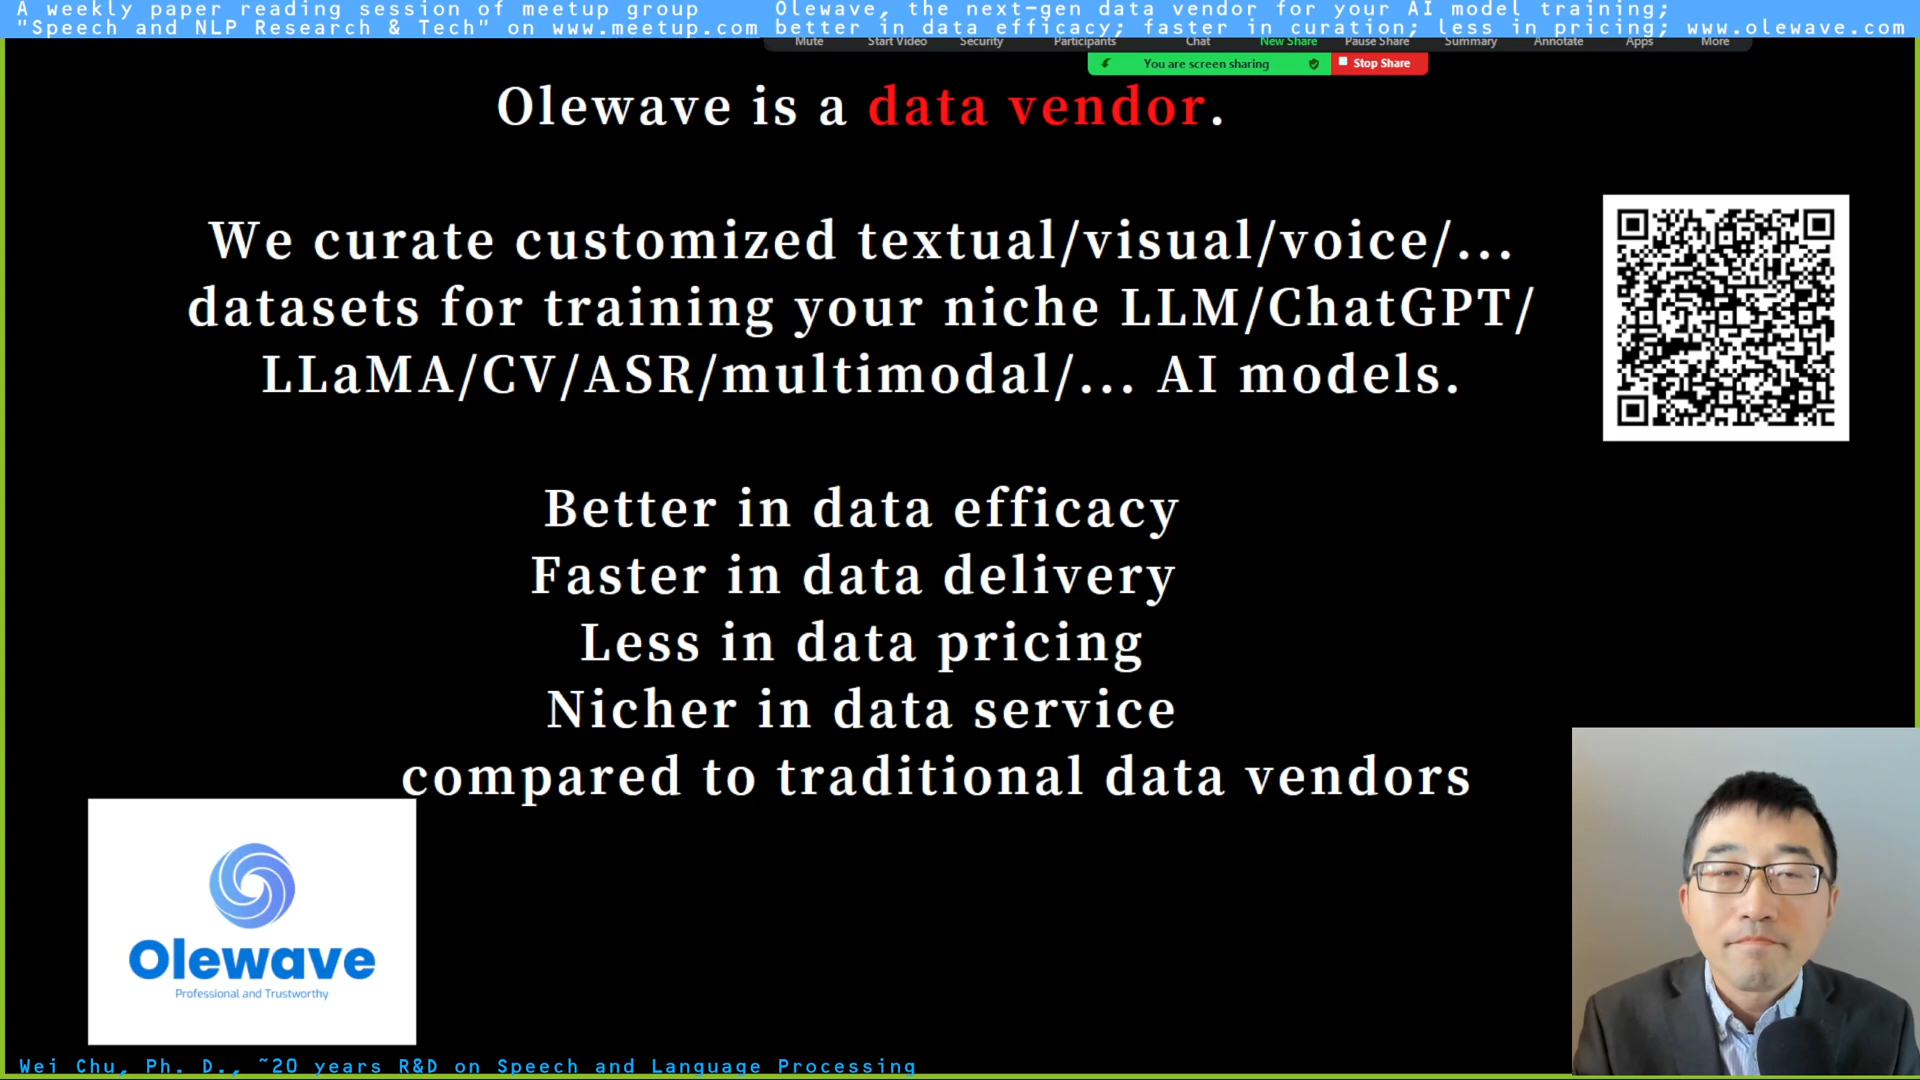 A weekly paper reading session of meetup group
"Speech and NLP Research & Tech" on www.meetup.com
Olewave, the next-gen data vendor for your AI model training;
better in data efficacy; faster in curation; less in pricing; www.olewave.com
Mute Start Video Security Participants Chat New Share Pause Share Summary Annotate Apps More
You are screen sharing Stop Share
Olewave is a data vendor.
We curate customized textual/visual/voice/...
datasets for training your niche LLM/ChatGPT/
LLaMA/CV/ASR/multimodal/... AI models.
Better in data efficacy
Faster in data delivery
Less in data pricing
Nicher in data service
compared to traditional data vendors
Olewave
Professional and Trustworthy
Wei Chu, Ph. D., ~20 years R&D on Speech and Language Processing